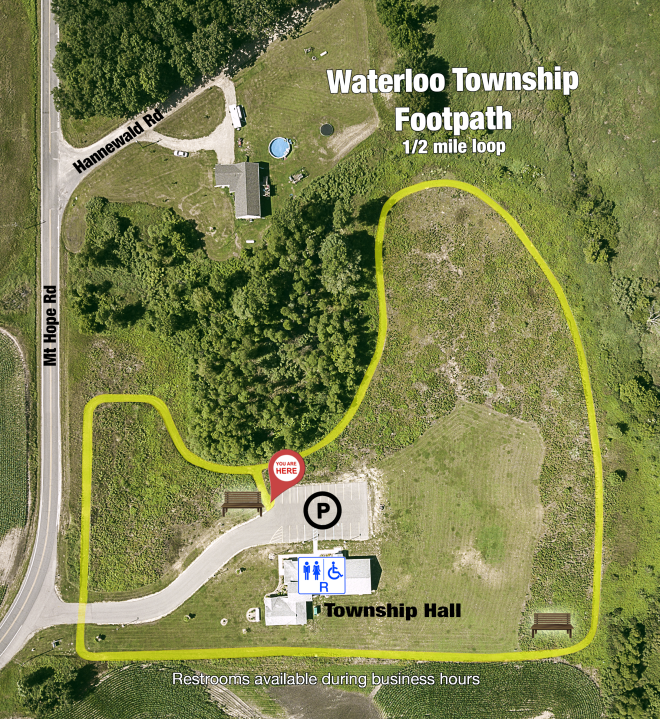 Waterloo Township
Footpath
1/2 mile loop
Hannewald Rd
Mt Hope Rd
YOU ARE
HERE
P
R
Township Hall
Restrooms available during business hours